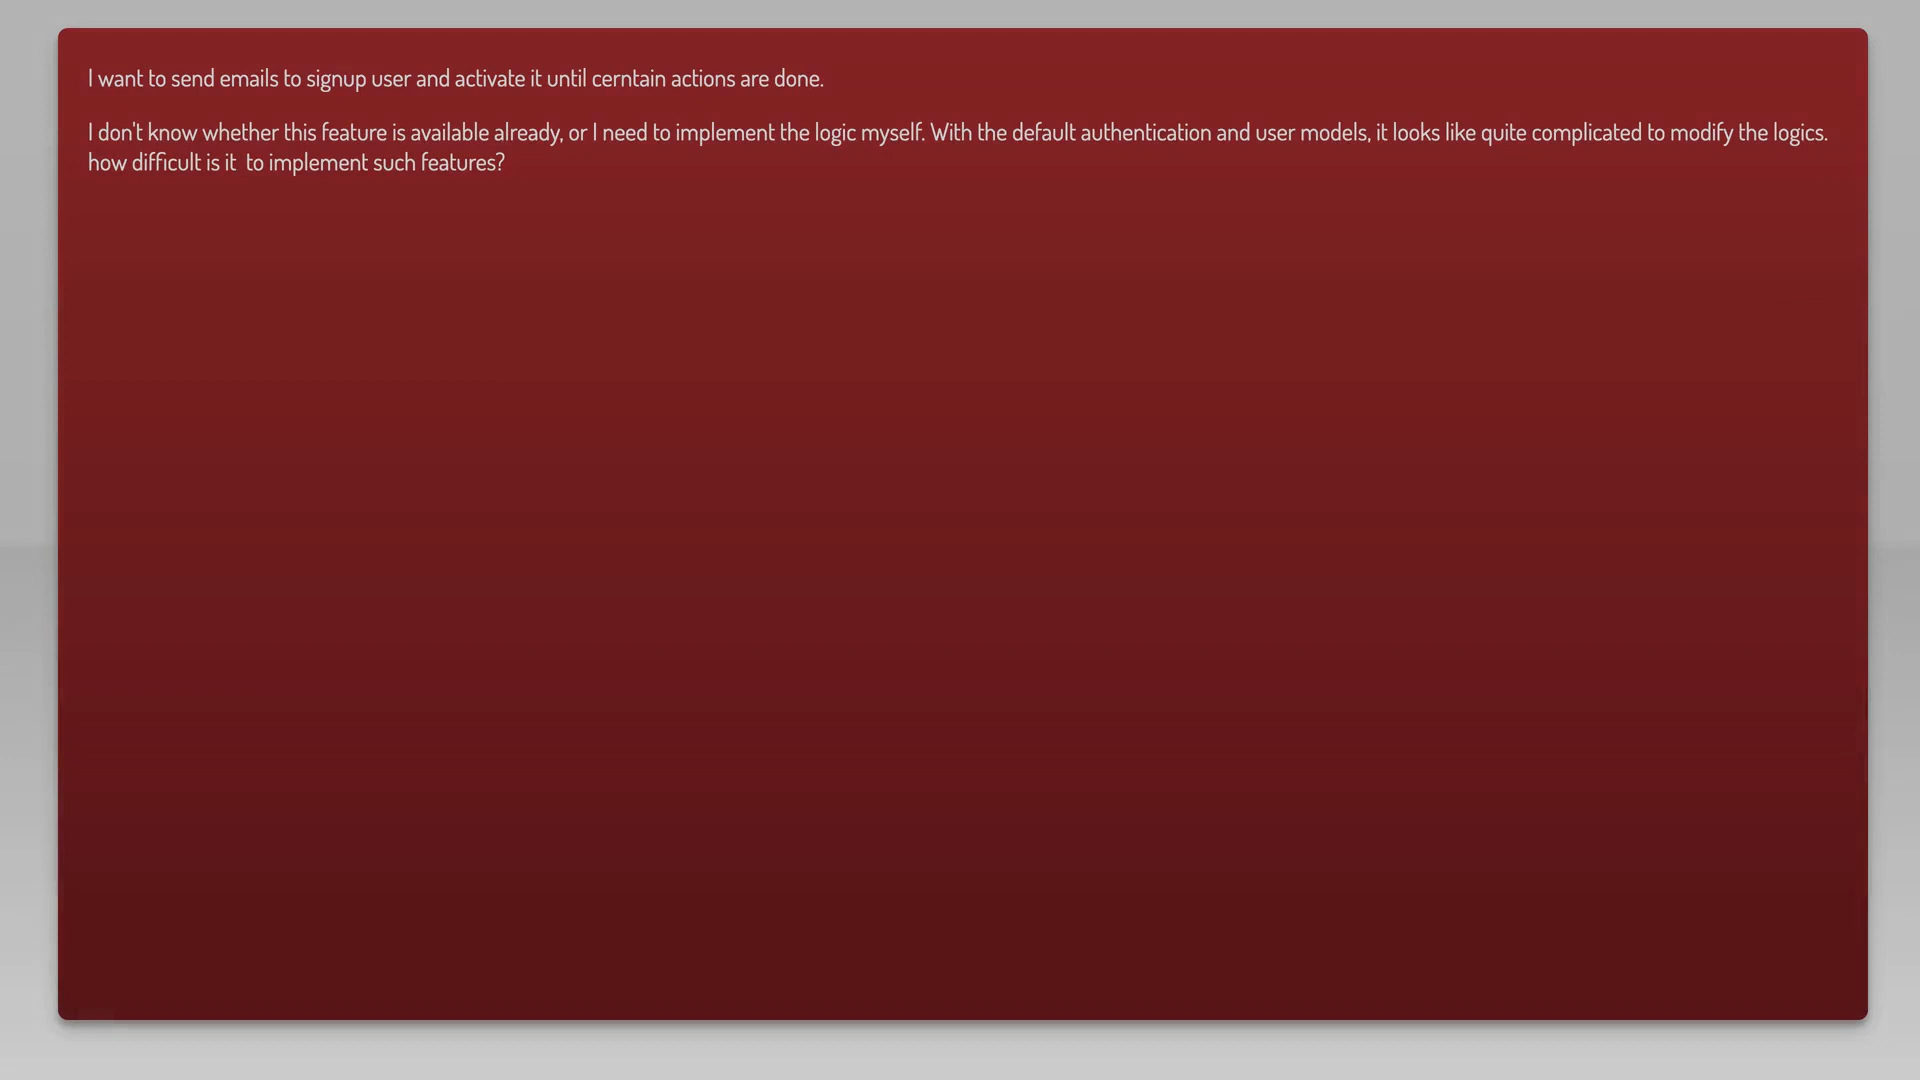 I want to send emails to signup user and activate it until cerntain actions are done.
I don't know whether this feature is available already, or I need to implement the logic myself. With the default authentication and user models, it looks like quite complicated to modify the logics.
how difficult is it  to implement such features?